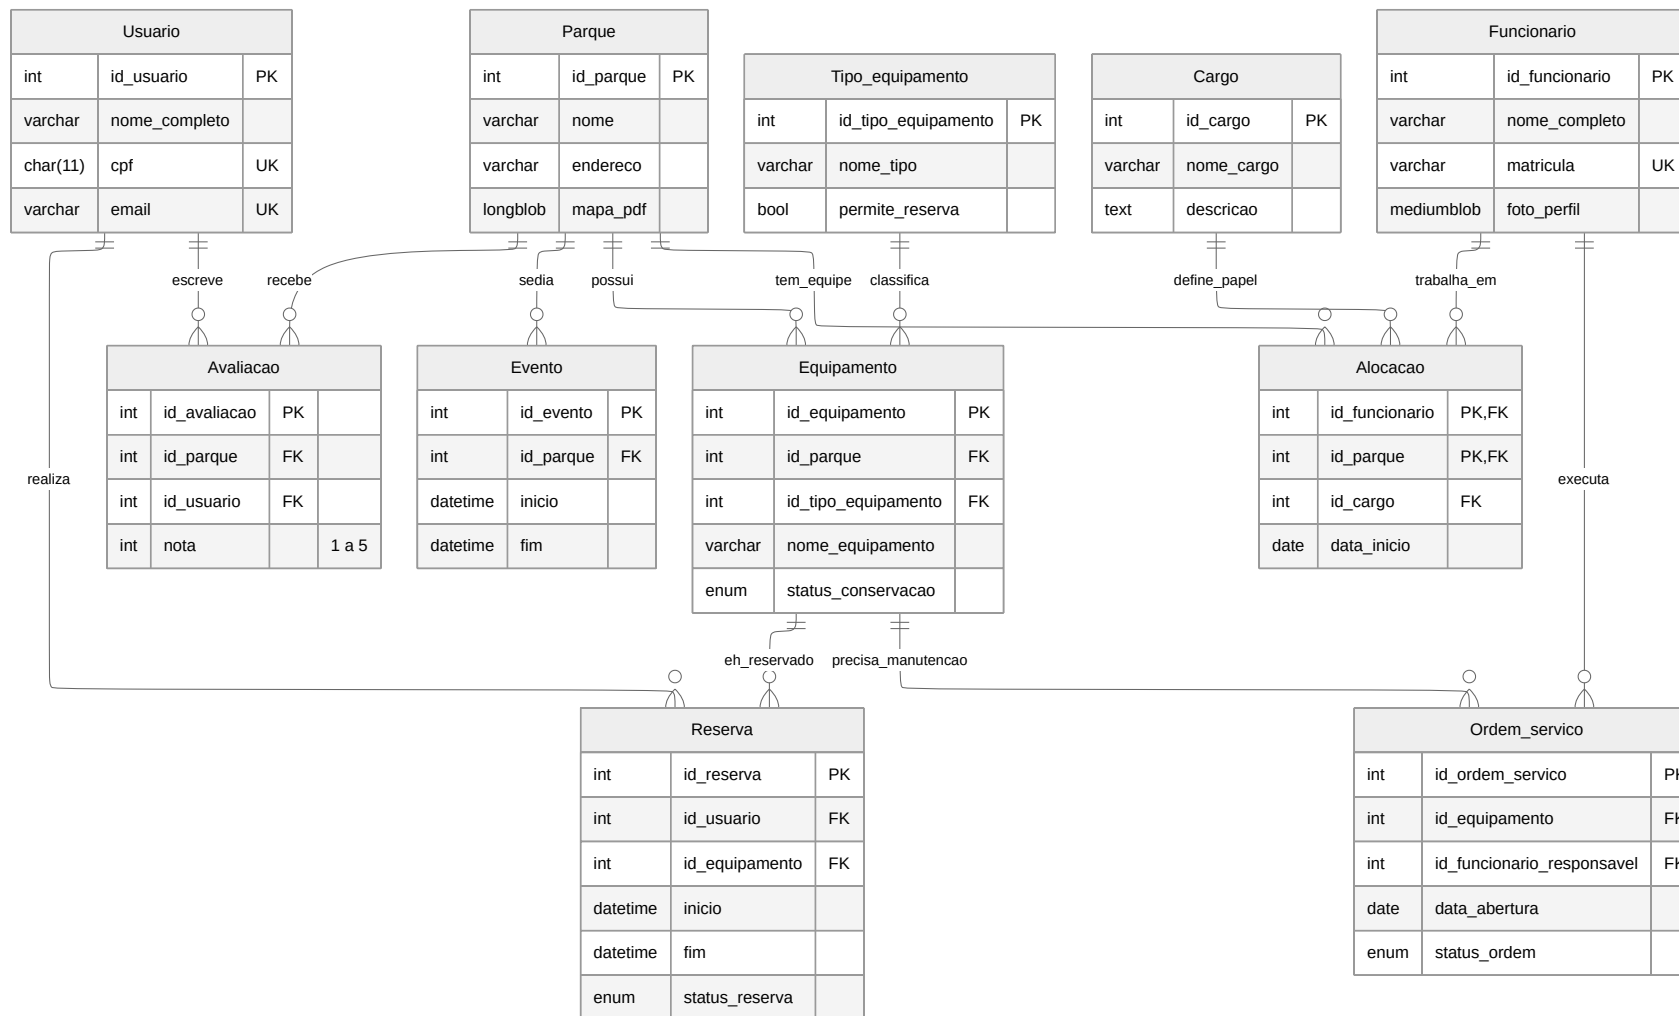 Usuario
int id_usuario PK
varchar nome_completo
char(11) cpf UK
varchar email UK
Parque
int id_parque PK
varchar nome
varchar endereco
longblob mapa_pdf
Tipo_equipamento
int id_tipo_equipamento PK
varchar nome_tipo
bool permite_reserva
Cargo
int id_cargo PK
varchar nome_cargo
text descricao
Funcionario
int id_funcionario PK
varchar nome_completo
varchar matricula UK
mediumblob foto_perfil
escreve
recebe
sedia
possui
tem_equipe
classifica
define_papel
trabalha_em
Avaliacao
int id_avaliacao PK
int id_parque FK
int id_usuario FK
int nota 1 a 5
Evento
int id_evento PK
int id_parque FK
datetime inicio
datetime fim
Equipamento
int id_equipamento PK
int id_parque FK
int id_tipo_equipamento FK
varchar nome_equipamento
enum status_conservacao
Alocacao
int id_funcionario PK,FK
int id_parque PK,FK
int id_cargo FK
date data_inicio
realiza
executa
eh_reservado
precisa_manutencao
Reserva
int id_reserva PK
int id_usuario FK
int id_equipamento FK
datetime inicio
datetime fim
enum status_reserva
Ordem_servico
int id_ordem_servico PK
int id_equipamento FK
int id_funcionario_responsavel FK
date data_abertura
enum status_ordem